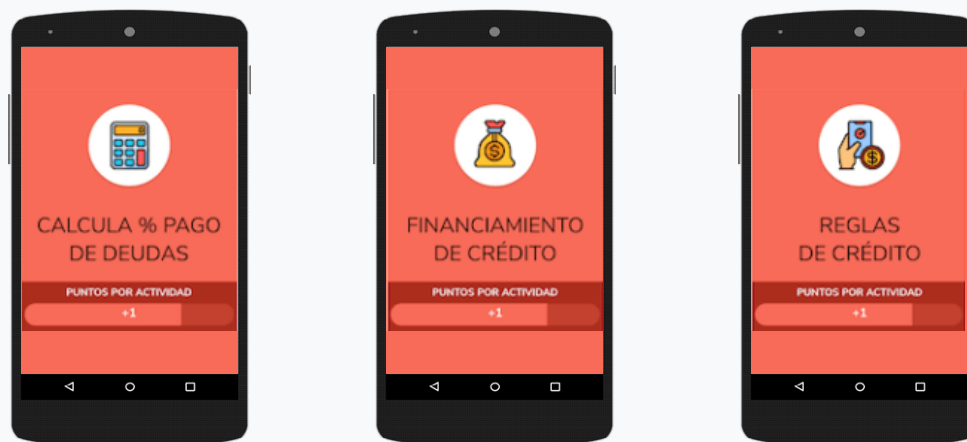 CALCULA % PAGO
DE DEUDAS
PUNTOS POR ACTIVIDAD
+1
FINANCIAMIENTO
DE CRÉDITO
PUNTOS POR ACTIVIDAD
+1
REGLAS
DE CRÉDITO
PUNTOS POR ACTIVIDAD
+1